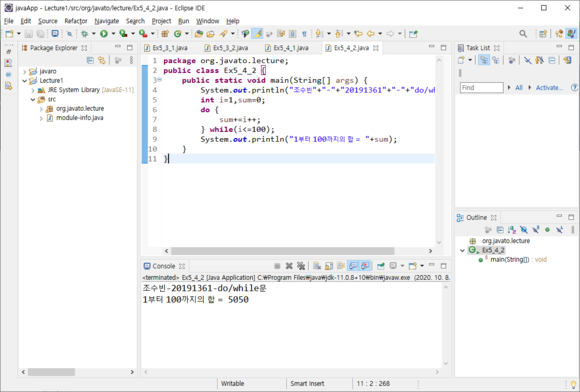 javaApp - Lecture1/src/org/javato/lecture/Ex5_4_2.java - Eclipse IDE
File Edit Source Refactor Navigate Search Project Run Window Help
Package Explorer
javaro
Lecture1
JRE System Library [JavaSE-11]
src
org.javato.lecture
module-info.java
Ex5_3_1.java Ex5_3_2.java Ex5_4_1.java Ex5_4_2.java
1 package org.javato.lecture;
2 public class Ex5_4_2 {
3 public static void main(String[] args) {
4 System.out.println("조수빈"+"-"+"20191361"+"-"+"do/wh
5 int i=1,sum=0;
6 do {
7 sum+=i++;
8 } while(i<=100);
9 System.out.println("1부터 100까지의 합 = "+sum);
10 }
11 }
Task List
Find All Activate...
Outline
org.javato.lecture
Ex5_4_2
main(String[]) : void
Console
<terminated> Ex5_4_2 [Java Application] C:₩Program Files₩java₩jdk-11.0.8+10₩bin₩javaw.exe (2020. 10. 8.
조수빈-20191361-do/while문
1부터 100까지의 합 = 5050
Writable Smart Insert 11 : 2 : 268